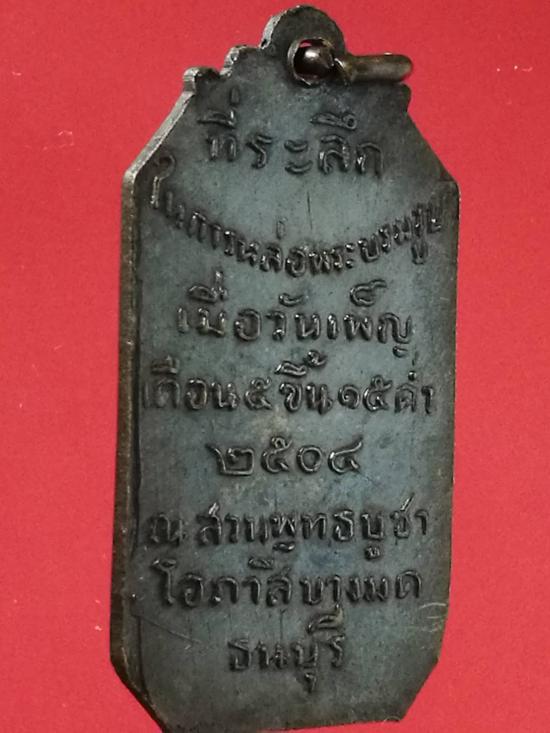 ที่ระลึก
ในการหล่อพระบรมรูป
เมื่อวันเพ็ญ
เดือน๕ขึ้น๑๕ค่ำ
๒๕๐๔
ณสวนพุทธบูชา
โอภาสีบางมด
ธนบุรี